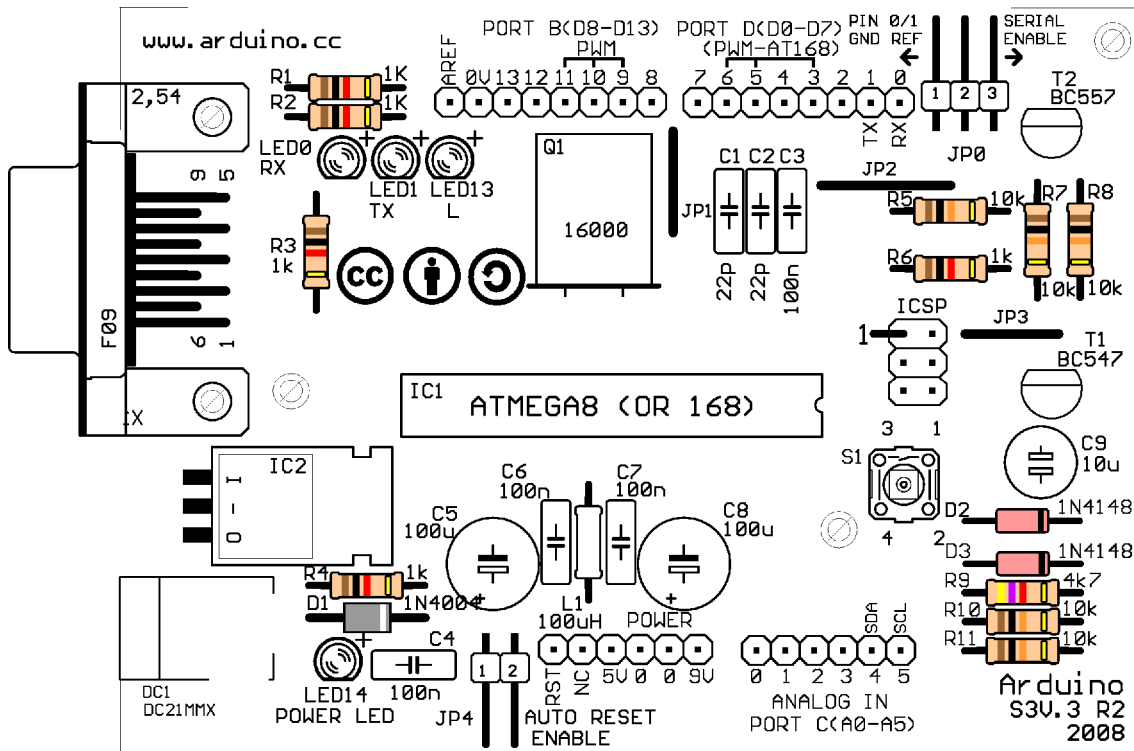 www.arduino.cc
PORT B(D8-D13)
PWM
PORT D(D0-D7)
(PWM-AT168)
PIN 0/1
GND REF
SERIAL
ENABLE
AREF
0V 13 12 11 10 9 8
7 6 5 4 3 2 1 0
TX
RX
1 2 3
JP0
T2
BC557
2,54
R1
1K
R2
1K
LED0
RX
LED1
TX
LED13
L
Q1
16000
JP1
C1 C2 C3
22p
22p
100n
JP2
R5
10k
R6
1k
R7
10k
R8
10k
9
5
6
1
F09
R3
1k
cc
ICSP
1
JP3
T1
BC547
IC1
ATMEGA8 (OR 168)
3 1
S1
4 2
C9
10u
IC2
I
-
O
C6
100n
C7
100n
C5
100u
C8
100u
D2
1N4148
D3
1N4148
R4
1k
D1
1N4004
R9
4k7
R10
10k
R11
10k
L1
100uH
POWER
RST
NC
5V
0
0
9V
SDA
SCL
0 1 2 3 4 5
ANALOG IN
PORT C(A0-A5)
C4
100n
LED14
POWER LED
1 2
JP4
AUTO RESET
ENABLE
DC1
DC21MMX
Arduino
S3V.3 R2
2008